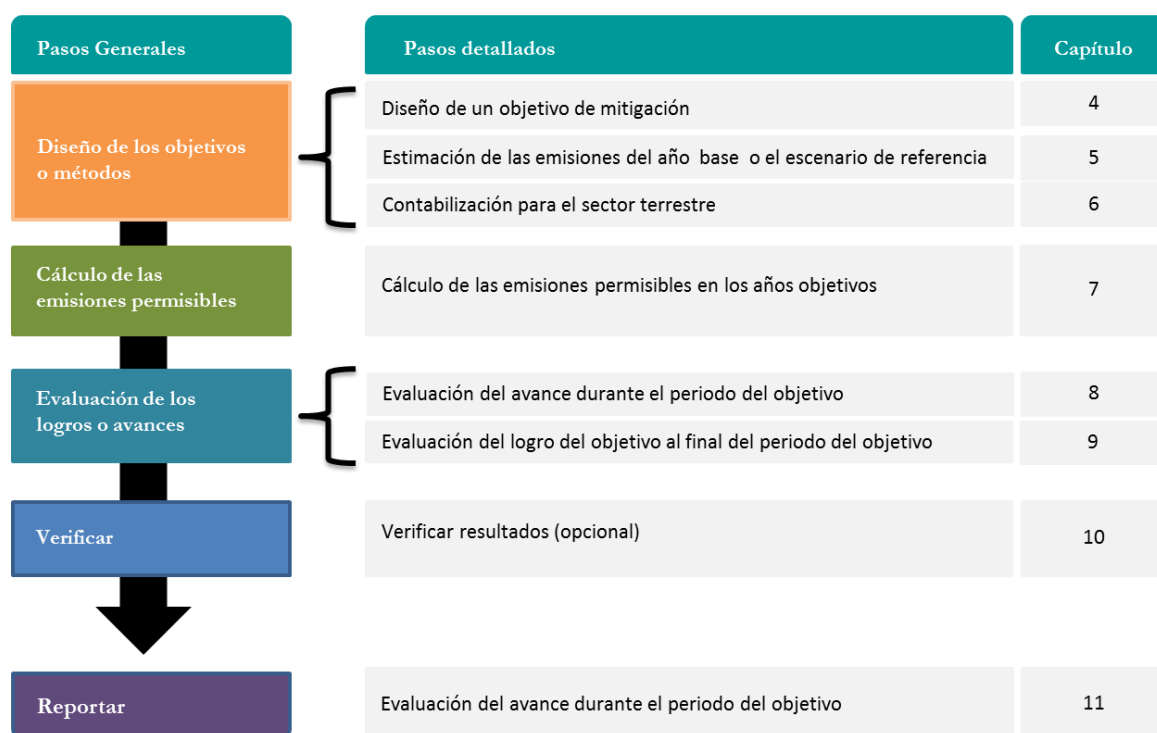 Pasos Generales
Pasos detallados
Capítulo
Diseño de los objetivos
o métodos
Diseño de un objetivo de mitigación
4
Estimación de las emisiones del año base o el escenario de referencia
5
Contabilización para el sector terrestre
6
Cálculo de las
emisiones permisibles
Cálculo de las emisiones permisibles en los años objetivos
7
Evaluación de los
logros o avances
Evaluación del avance durante el periodo del objetivo
8
Evaluación del logro del objetivo al final del periodo del objetivo
9
Verificar
Verificar resultados (opcional)
10
Reportar
Evaluación del avance durante el periodo del objetivo
11